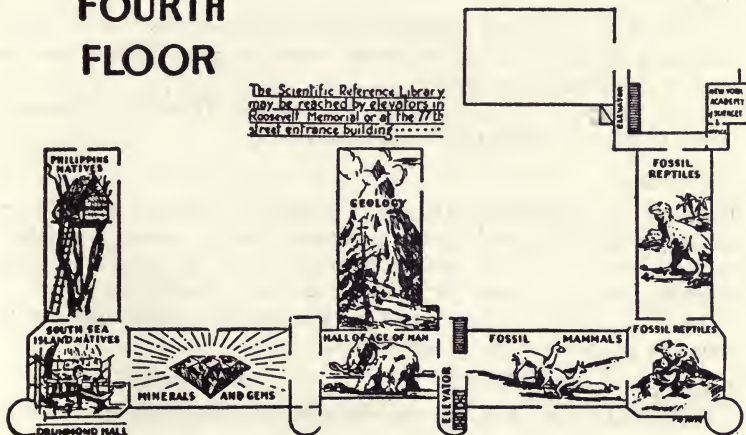 FOURTH
FLOOR
The Scientific Reference Library
may be reached by elevators in
Roosevelt Memorial or at the 77th
street entrance building
ELEVATOR
NEW YORK
ACADEMY
of SCIENCES
OFFICE
PHILIPPINE
NATIVES
GEOLOGY
FOSSIL
REPTILES
SOUTH SEA
ISLAND NATIVES
MINERALS AND GEMS
HALL OF AGE OF MAN
ELEVATOR
FOSSIL MAMMALS
FOSSIL REPTILES
DRUMMOND HALL